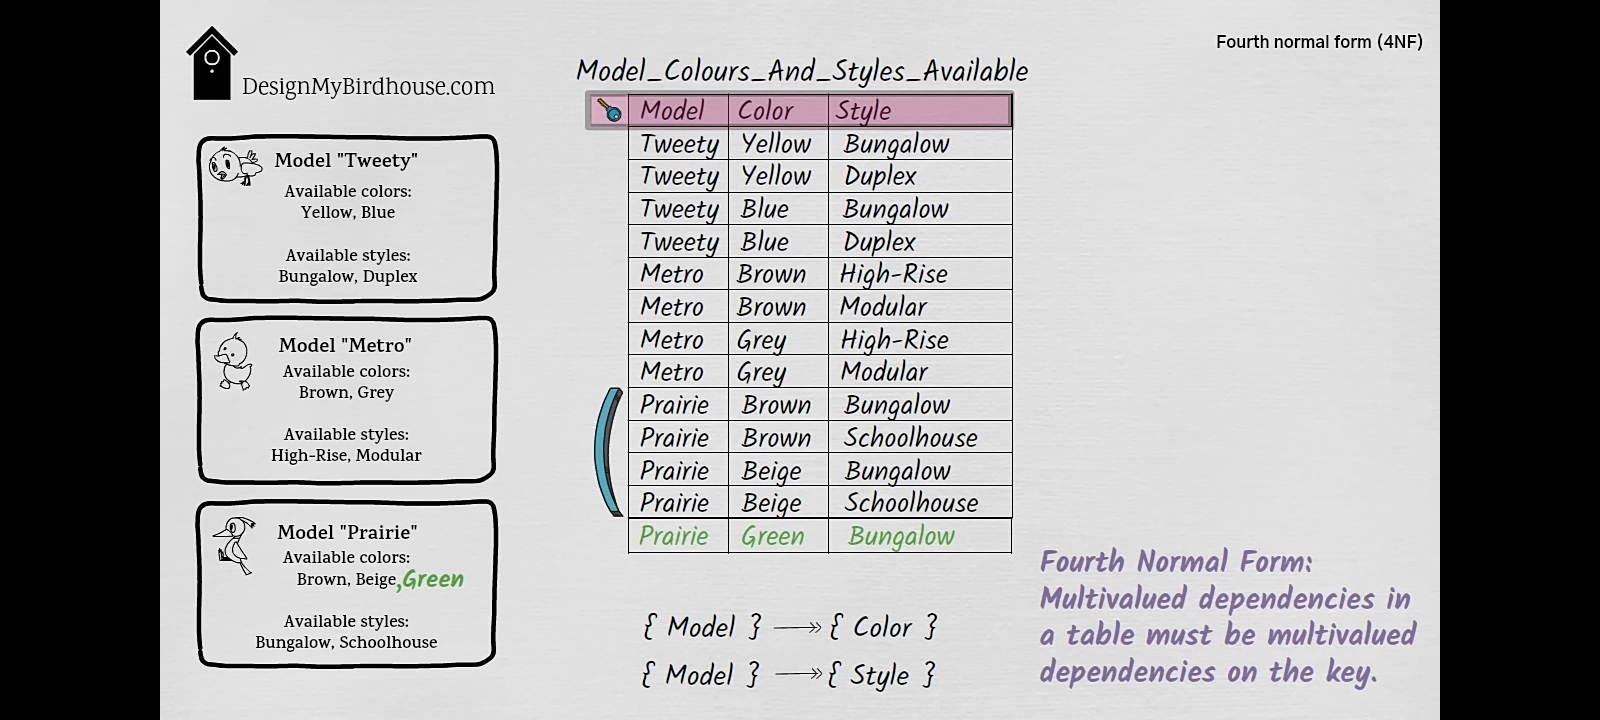 Fourth normal form (4NF)
DesignMyBirdhouse.com
Model "Tweety"
Available colors:
Yellow, Blue
Available styles:
Bungalow, Duplex
Model "Metro"
Available colors:
Brown, Grey
Available styles:
High-Rise, Modular
Model "Prairie"
Available colors:
Brown, Beige,Green
Available styles:
Bungalow, Schoolhouse
Model_Colours_And_Styles_Available
Model Color Style
Tweety Yellow Bungalow
Tweety Yellow Duplex
Tweety Blue Bungalow
Tweety Blue Duplex
Metro Brown High-Rise
Metro Brown Modular
Metro Grey High-Rise
Metro Grey Modular
Prairie Brown Bungalow
Prairie Brown Schoolhouse
Prairie Beige Bungalow
Prairie Beige Schoolhouse
Prairie Green Bungalow
{ Model } ↠ { Color }
{ Model } ↠ { Style }
Fourth Normal Form:
Multivalued dependencies in
a table must be multivalued
dependencies on the key.